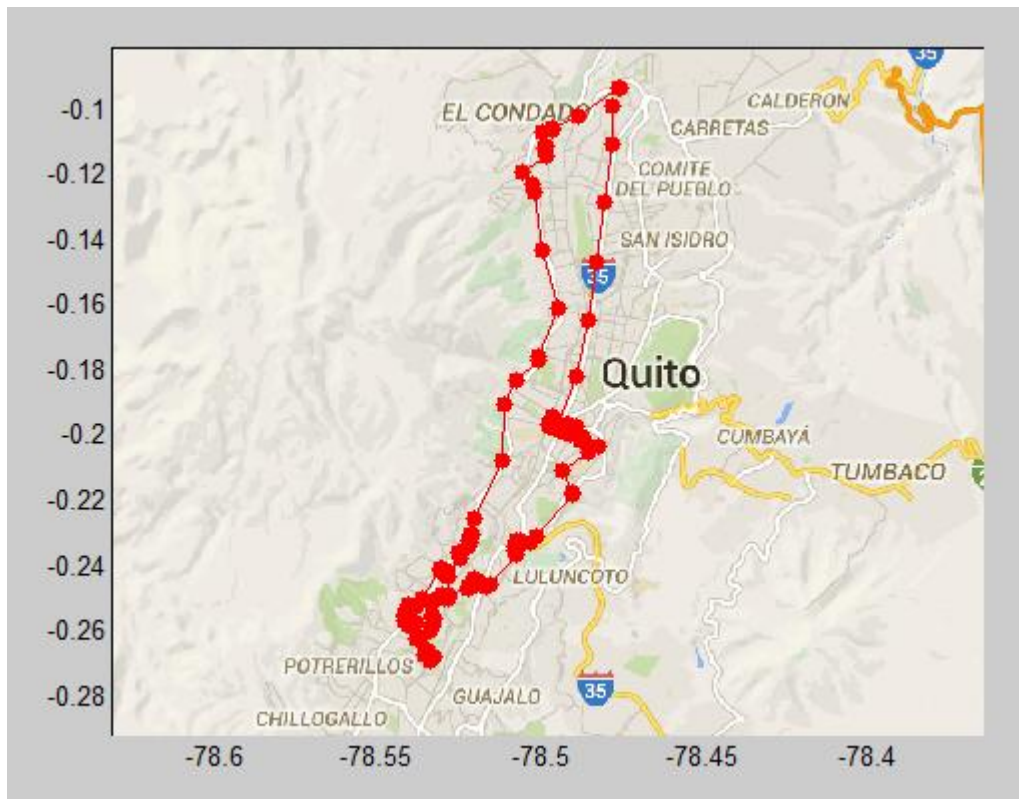 35
-0.1
EL CONDADO
CALDERON
CARRETAS
-0.12
COMITE
DEL PUEBLO
-0.14
SAN ISIDRO
35
-0.16
-0.18
Quito
-0.2
CUMBAYÁ
TUMBACO
-0.22
-0.24
LULUNCOTO
-0.26
POTRERILLOS
35
-0.28
GUAJALO
CHILLOGALLO
-78.6 -78.55 -78.5 -78.45 -78.4